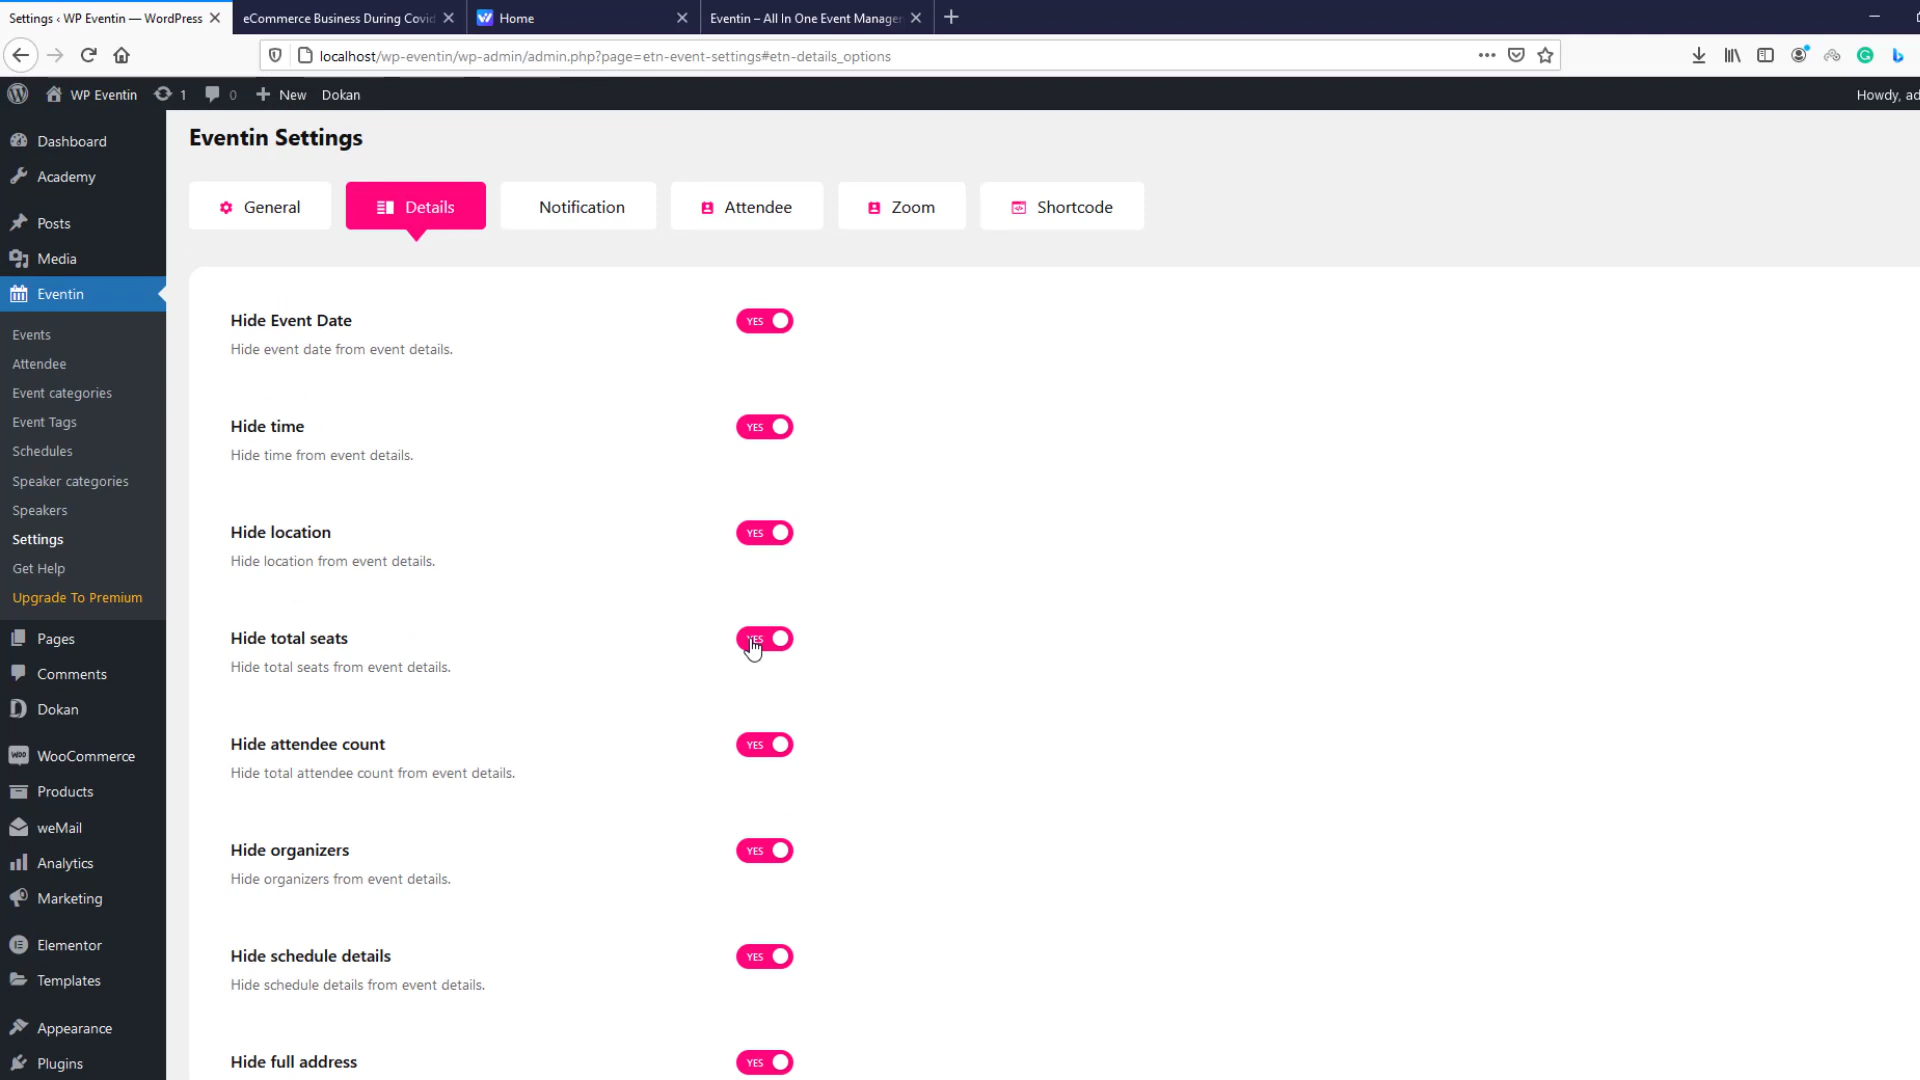 Settings ‹ WP Eventin — WordPress
eCommerce Business During Covid
Home
Eventin – All In One Event Manager
localhost/wp-eventin/wp-admin/admin.php?page=etn-event-settings#etn-details_options
WP Eventin
1
0
New
Dokan
Howdy, ad
Dashboard
Academy
Posts
Media
Eventin
Events
Attendee
Event categories
Event Tags
Schedules
Speaker categories
Speakers
Settings
Get Help
Upgrade To Premium
Pages
Comments
Dokan
WooCommerce
Products
weMail
Analytics
Marketing
Elementor
Templates
Appearance
Plugins
Eventin Settings
General
Details
Notification
Attendee
Zoom
Shortcode
Hide Event Date
YES
Hide event date from event details.
Hide time
YES
Hide time from event details.
Hide location
YES
Hide location from event details.
Hide total seats
YES
Hide total seats from event details.
Hide attendee count
YES
Hide total attendee count from event details.
Hide organizers
YES
Hide organizers from event details.
Hide schedule details
YES
Hide schedule details from event details.
Hide full address
YES